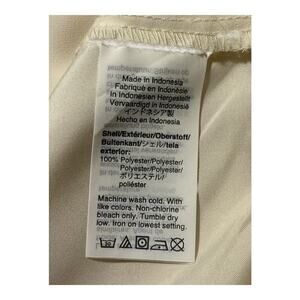 Made in Indonesia
Fabriqué en Indonésie
In Indonesien Hergestellt
Vervaardigd in Indonesië
インドネシア製
Hecho en Indonesia
Shell/Extérieur/Oberstoff/
Buitenkant/シェル/tela
exterior:
100% Polyester/Polyester/
Polyester/Polyester/
ポリエステル/
poliéster
Machine wash cold. With
like colors. Non-chlorine
bleach only. Tumble dry
low. Iron on lowest setting.